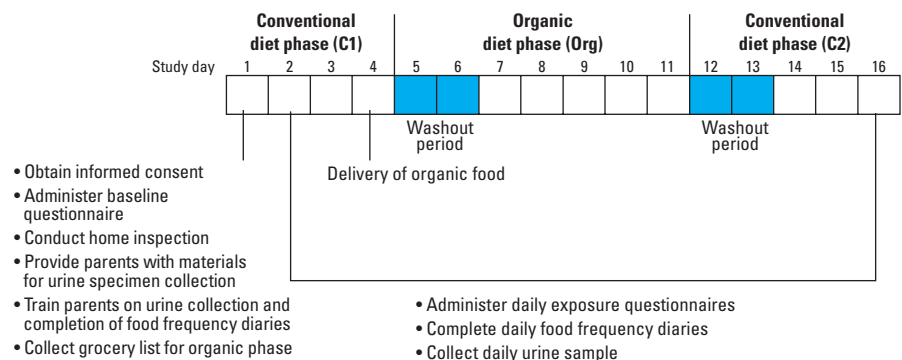 Conventional diet phase (C1)
Organic diet phase (Org)
Conventional diet phase (C2)
Study day 1 2 3 4 5 6 7 8 9 10 11 12 13 14 15 16
Washout period
Washout period
Delivery of organic food
• Obtain informed consent
• Administer baseline
questionnaire
• Conduct home inspection
• Provide parents with materials
for urine specimen collection
• Train parents on urine collection and
completion of food frequency diaries
• Collect grocery list for organic phase
• Administer daily exposure questionnaires
• Complete daily food frequency diaries
• Collect daily urine sample